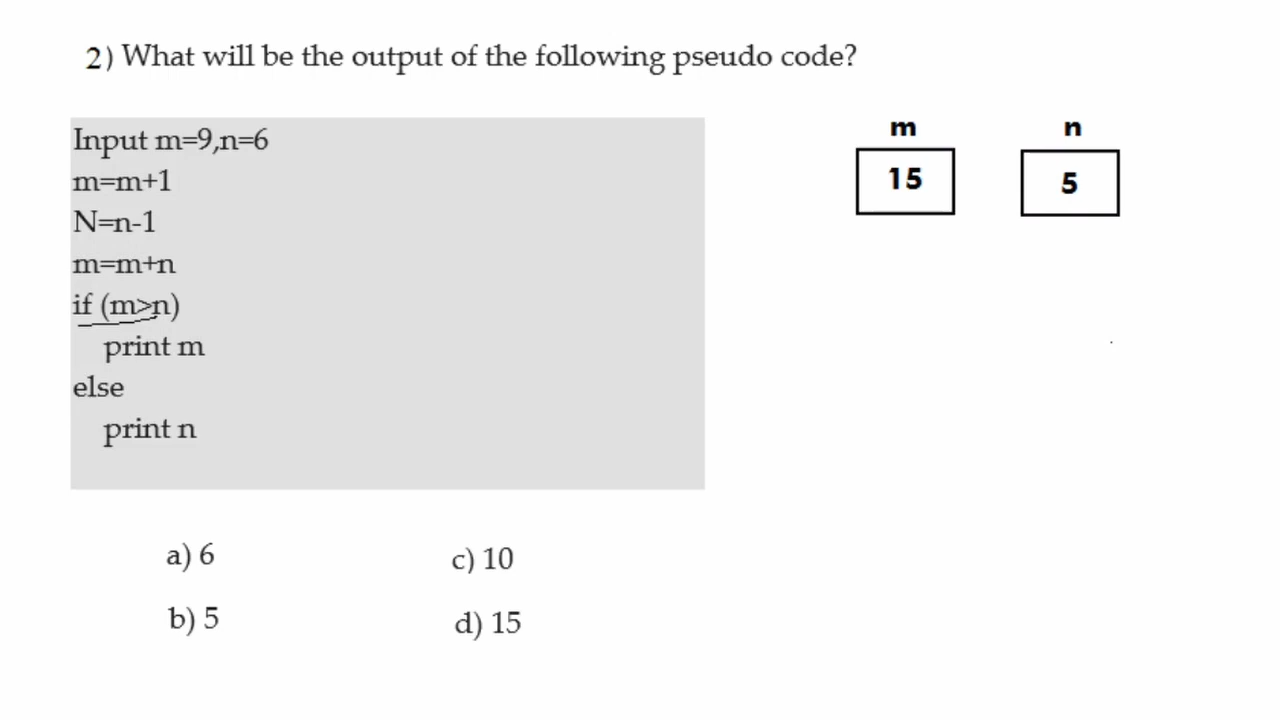 2) What will be the output of the following pseudo code?
Input m=9,n=6
m=m+1
N=n-1
m=m+n
if (m>n)
print m
else
print n
m n
15 5
a) 6 c) 10
b) 5 d) 15